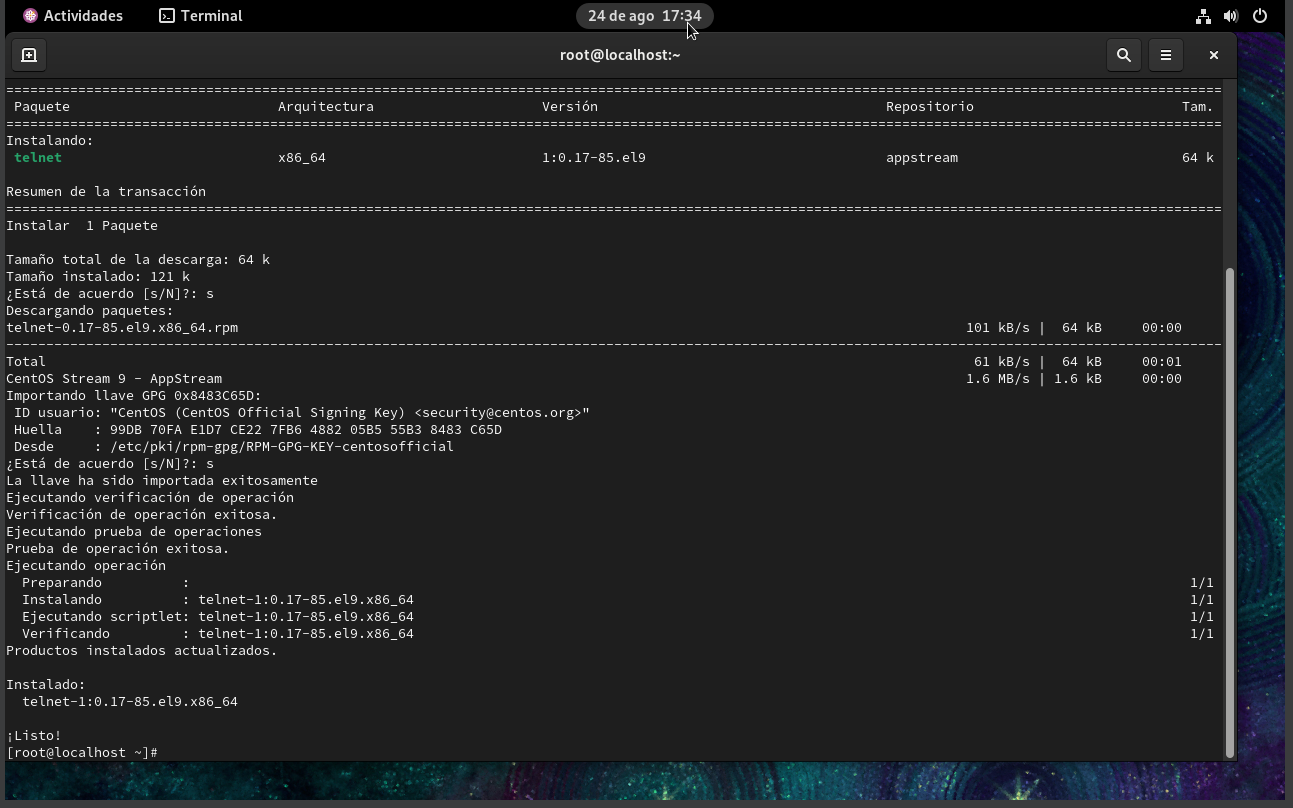 Actividades Terminal 24 de ago 17:34
root@localhost:~
================================================================================
Paquete Arquitectura Versión Repositorio Tam.
================================================================================
Instalando:
telnet x86_64 1:0.17-85.el9 appstream 64 k
Resumen de la transacción
================================================================================
Instalar 1 Paquete
Tamaño total de la descarga: 64 k
Tamaño instalado: 121 k
¿Está de acuerdo [s/N]?: s
Descargando paquetes:
telnet-0.17-85.el9.x86_64.rpm 101 kB/s | 64 kB 00:00
--------------------------------------------------------------------------------
Total 61 kB/s | 64 kB 00:01
CentOS Stream 9 - AppStream 1.6 MB/s | 1.6 kB 00:00
Importando llave GPG 0x8483C65D:
ID usuario: "CentOS (CentOS Official Signing Key) <security@centos.org>"
Huella : 99DB 70FA E1D7 CE22 7FB6 4882 05B5 55B3 8483 C65D
Desde : /etc/pki/rpm-gpg/RPM-GPG-KEY-centosofficial
¿Está de acuerdo [s/N]?: s
La llave ha sido importada exitosamente
Ejecutando verificación de operación
Verificación de operación exitosa.
Ejecutando prueba de operaciones
Prueba de operación exitosa.
Ejecutando operación
Preparando : 1/1
Instalando : telnet-1:0.17-85.el9.x86_64 1/1
Ejecutando scriptlet: telnet-1:0.17-85.el9.x86_64 1/1
Verificando : telnet-1:0.17-85.el9.x86_64 1/1
Productos instalados actualizados.
Instalado:
telnet-1:0.17-85.el9.x86_64
¡Listo!
[root@localhost ~]#